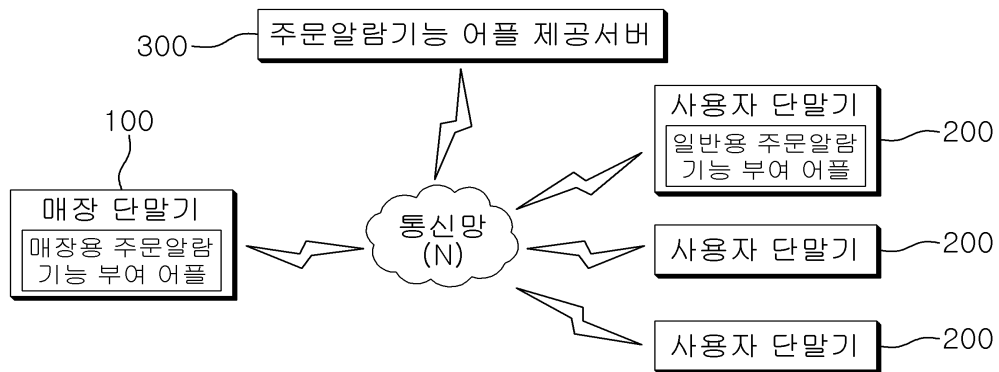 주문알람기능 어플 제공서버
300
100
매장 단말기
매장용 주문알람
기능 부여 어플
통신망
(N)
사용자 단말기
일반용 주문알람
기능 부여 어플
200
사용자 단말기
200
사용자 단말기
200